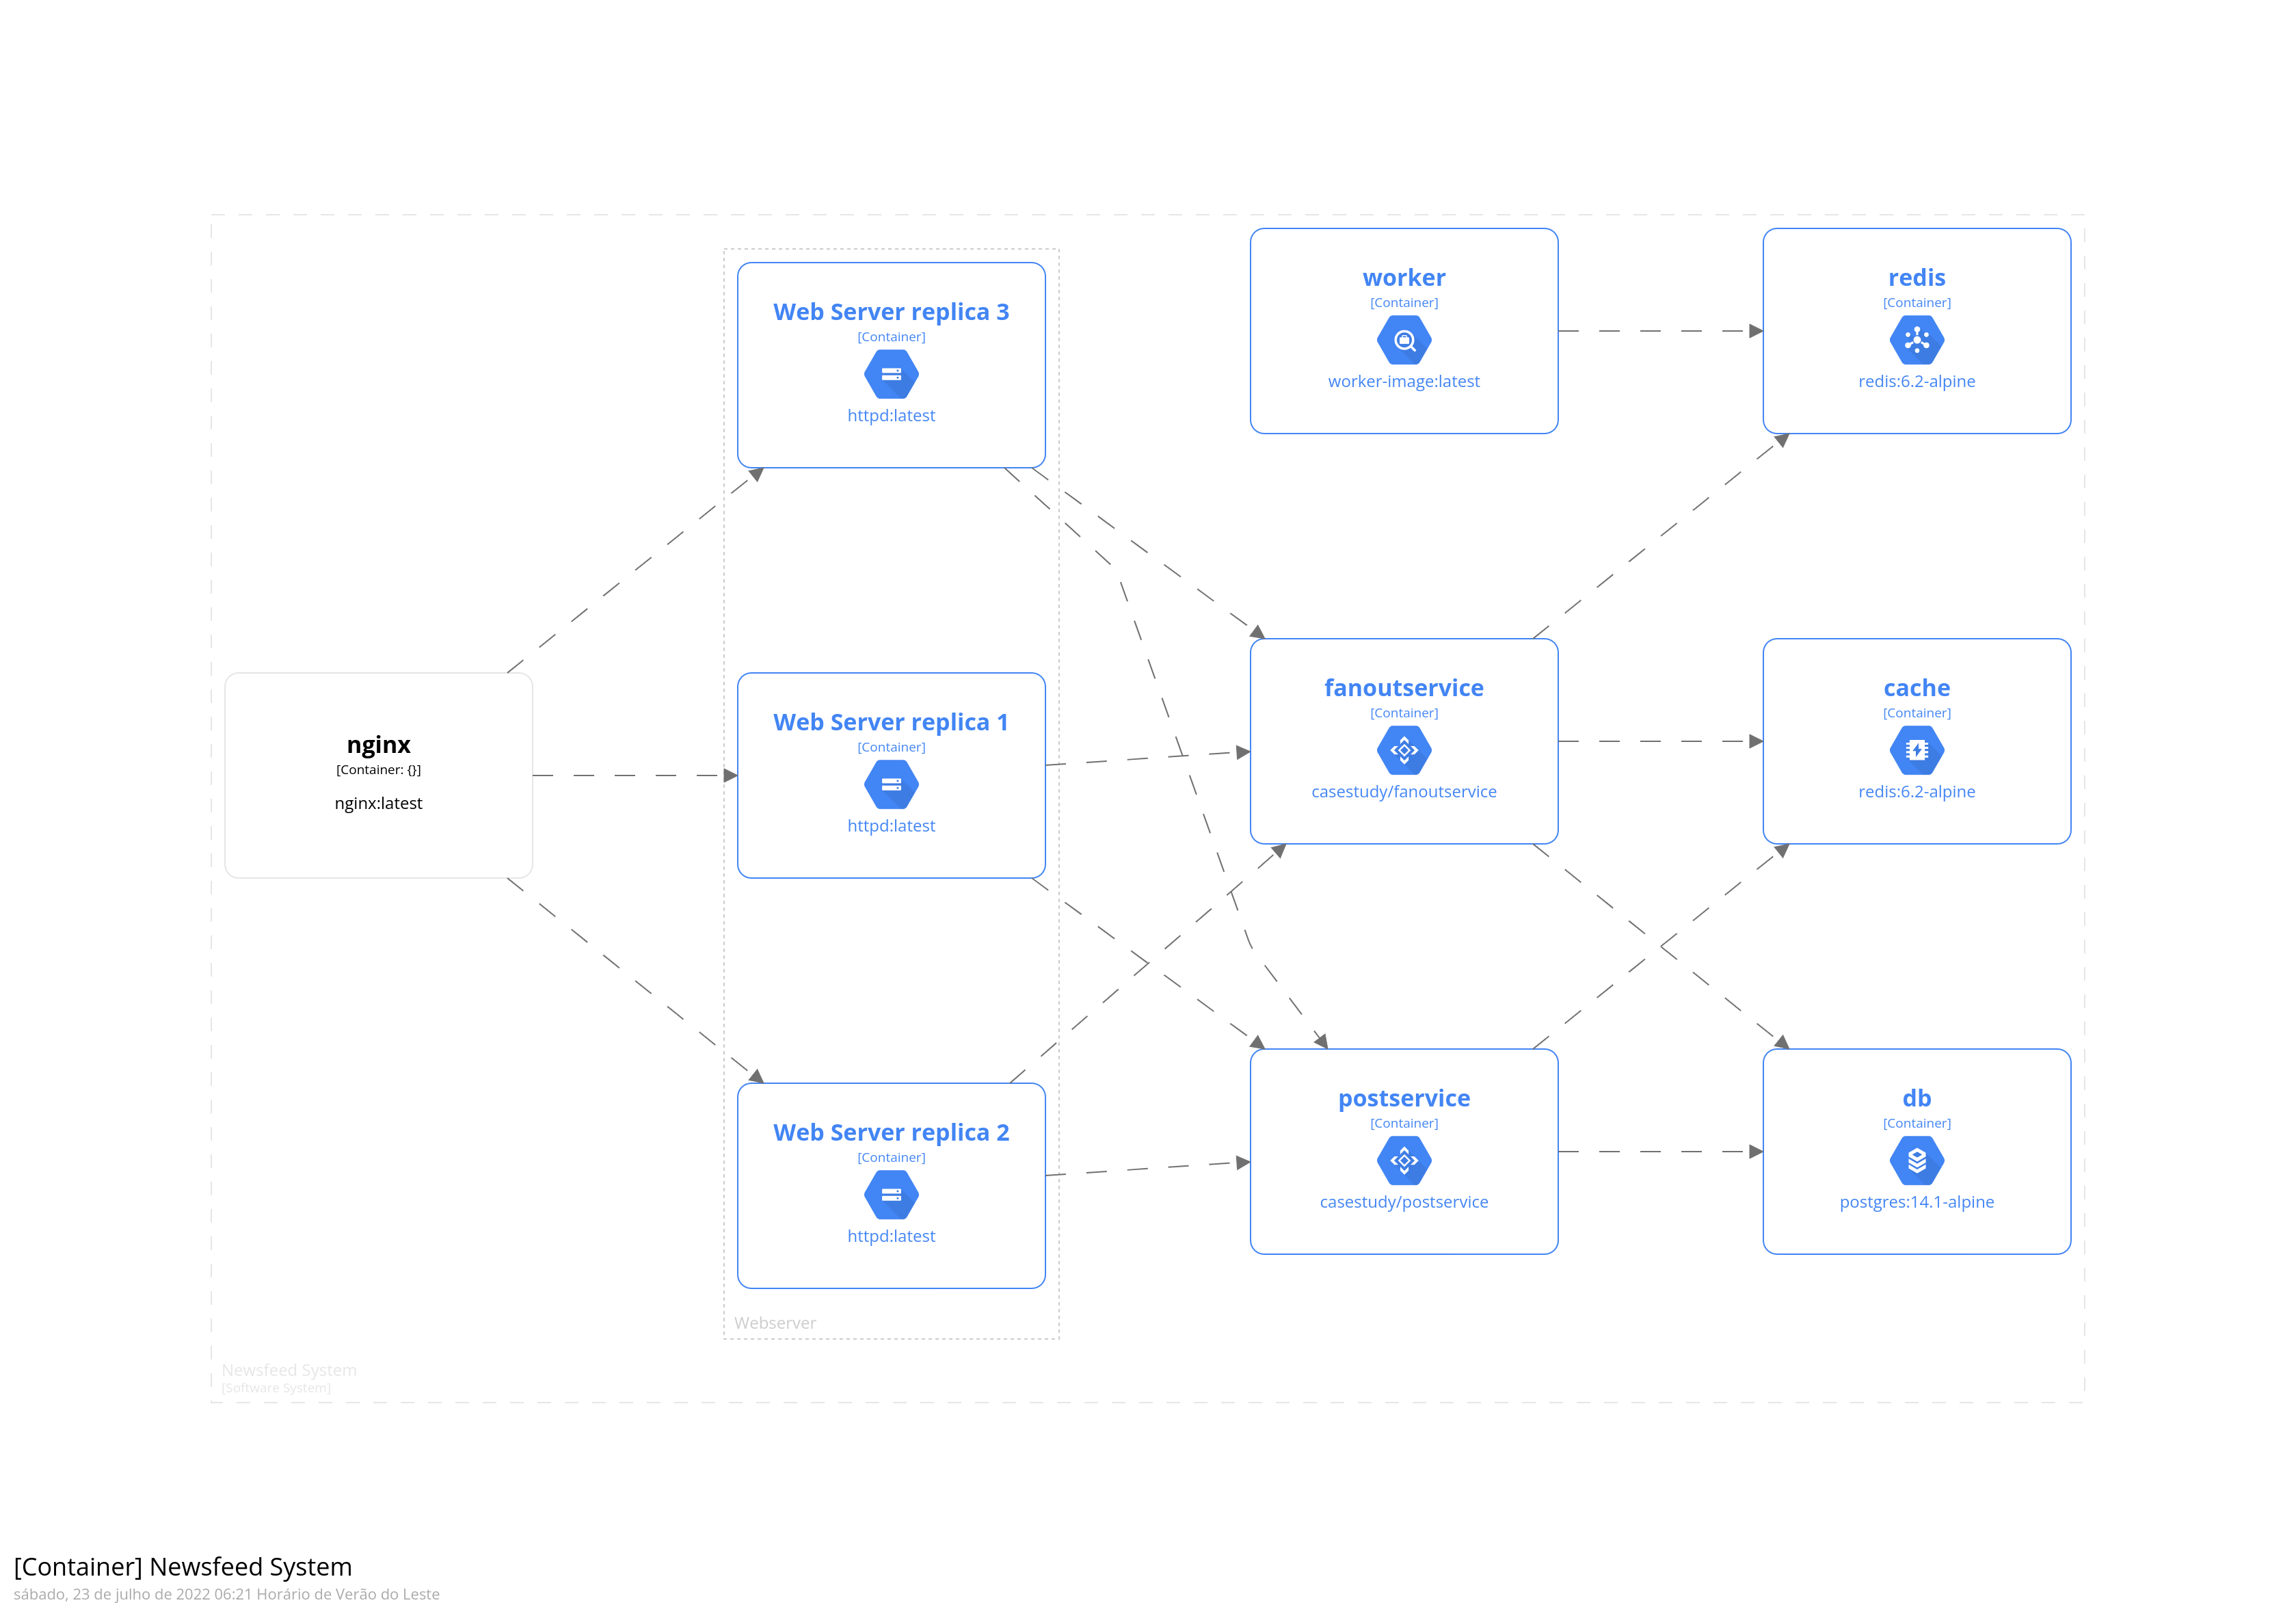 worker
[Container]
worker-image:latest
redis
[Container]
redis:6.2-alpine
Web Server replica 3
[Container]
httpd:latest
nginx
[Container: {}]
nginx:latest
Web Server replica 1
[Container]
httpd:latest
fanoutservice
[Container]
casestudy/fanoutservice
cache
[Container]
redis:6.2-alpine
Web Server replica 2
[Container]
httpd:latest
postservice
[Container]
casestudy/postservice
db
[Container]
postgres:14.1-alpine
Webserver
Newsfeed System
[Software System]
[Container] Newsfeed System
sábado, 23 de julho de 2022 06:21 Horário de Verão do Leste